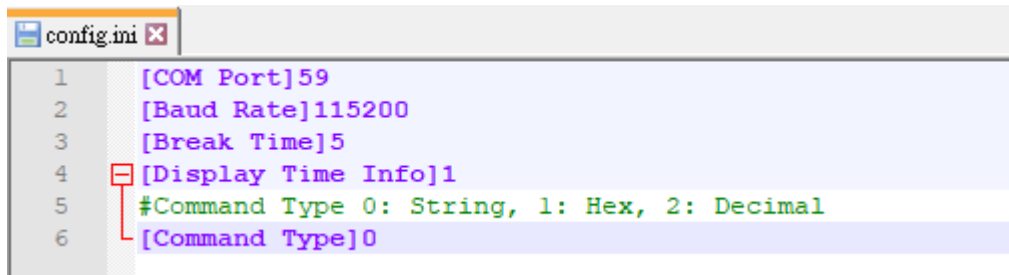 config.ini
1 [COM Port]59
2 [Baud Rate]115200
3 [Break Time]5
4 [Display Time Info]1
5 #Command Type 0: String, 1: Hex, 2: Decimal
6 [Command Type]0